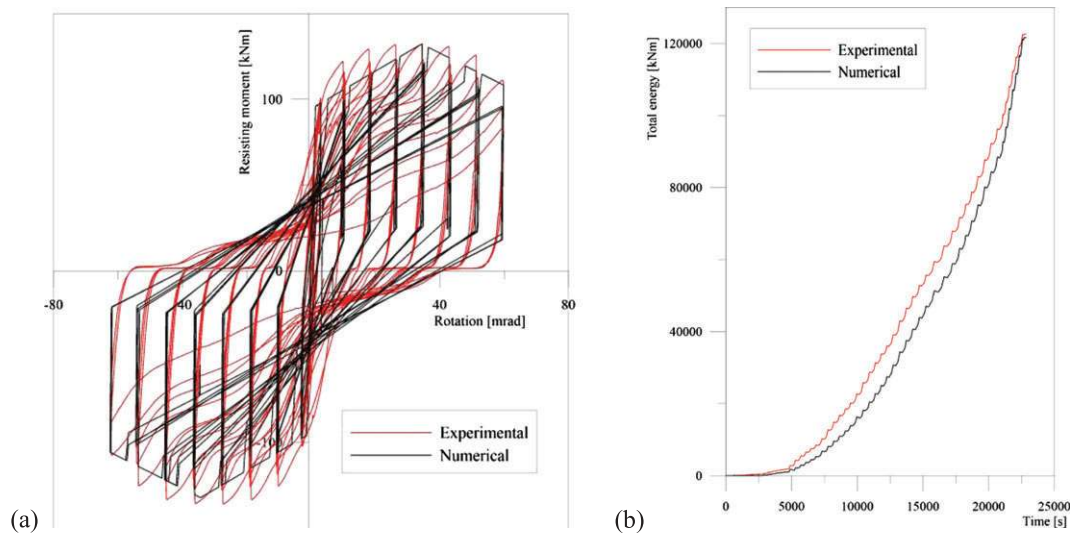 Resisting moment [kNm]
100
0
-80
40
80
Rotation [mrad]
Experimental
Numerical
(a)
Total energy [kNm]
120000
80000
40000
0
Experimental
Numerical
0
5000
10000
15000
20000
25000
Time [s]
(b)